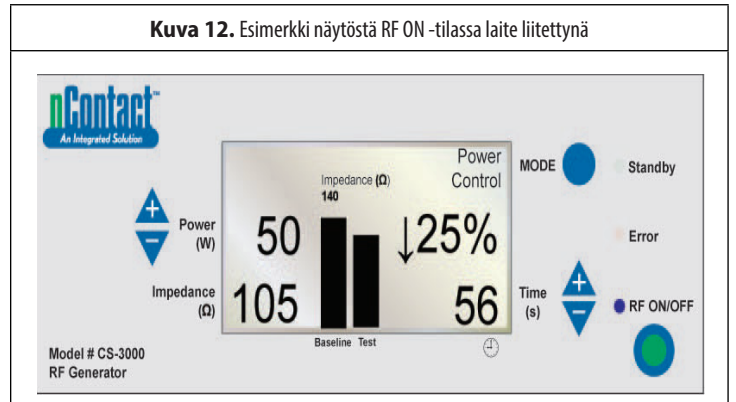 Kuva 12. Esimerkki näytöstä RF ON -tilassa laite liitettynä
nContact™
An Integrated Solution
Power
(W)
Impedance
(Ω)
50
105
Impedance (Ω)
140
Baseline Test
Power
Control
↓25%
56
MODE
Time
(s)
Standby
Error
RF ON/OFF
Model # CS-3000
RF Generator